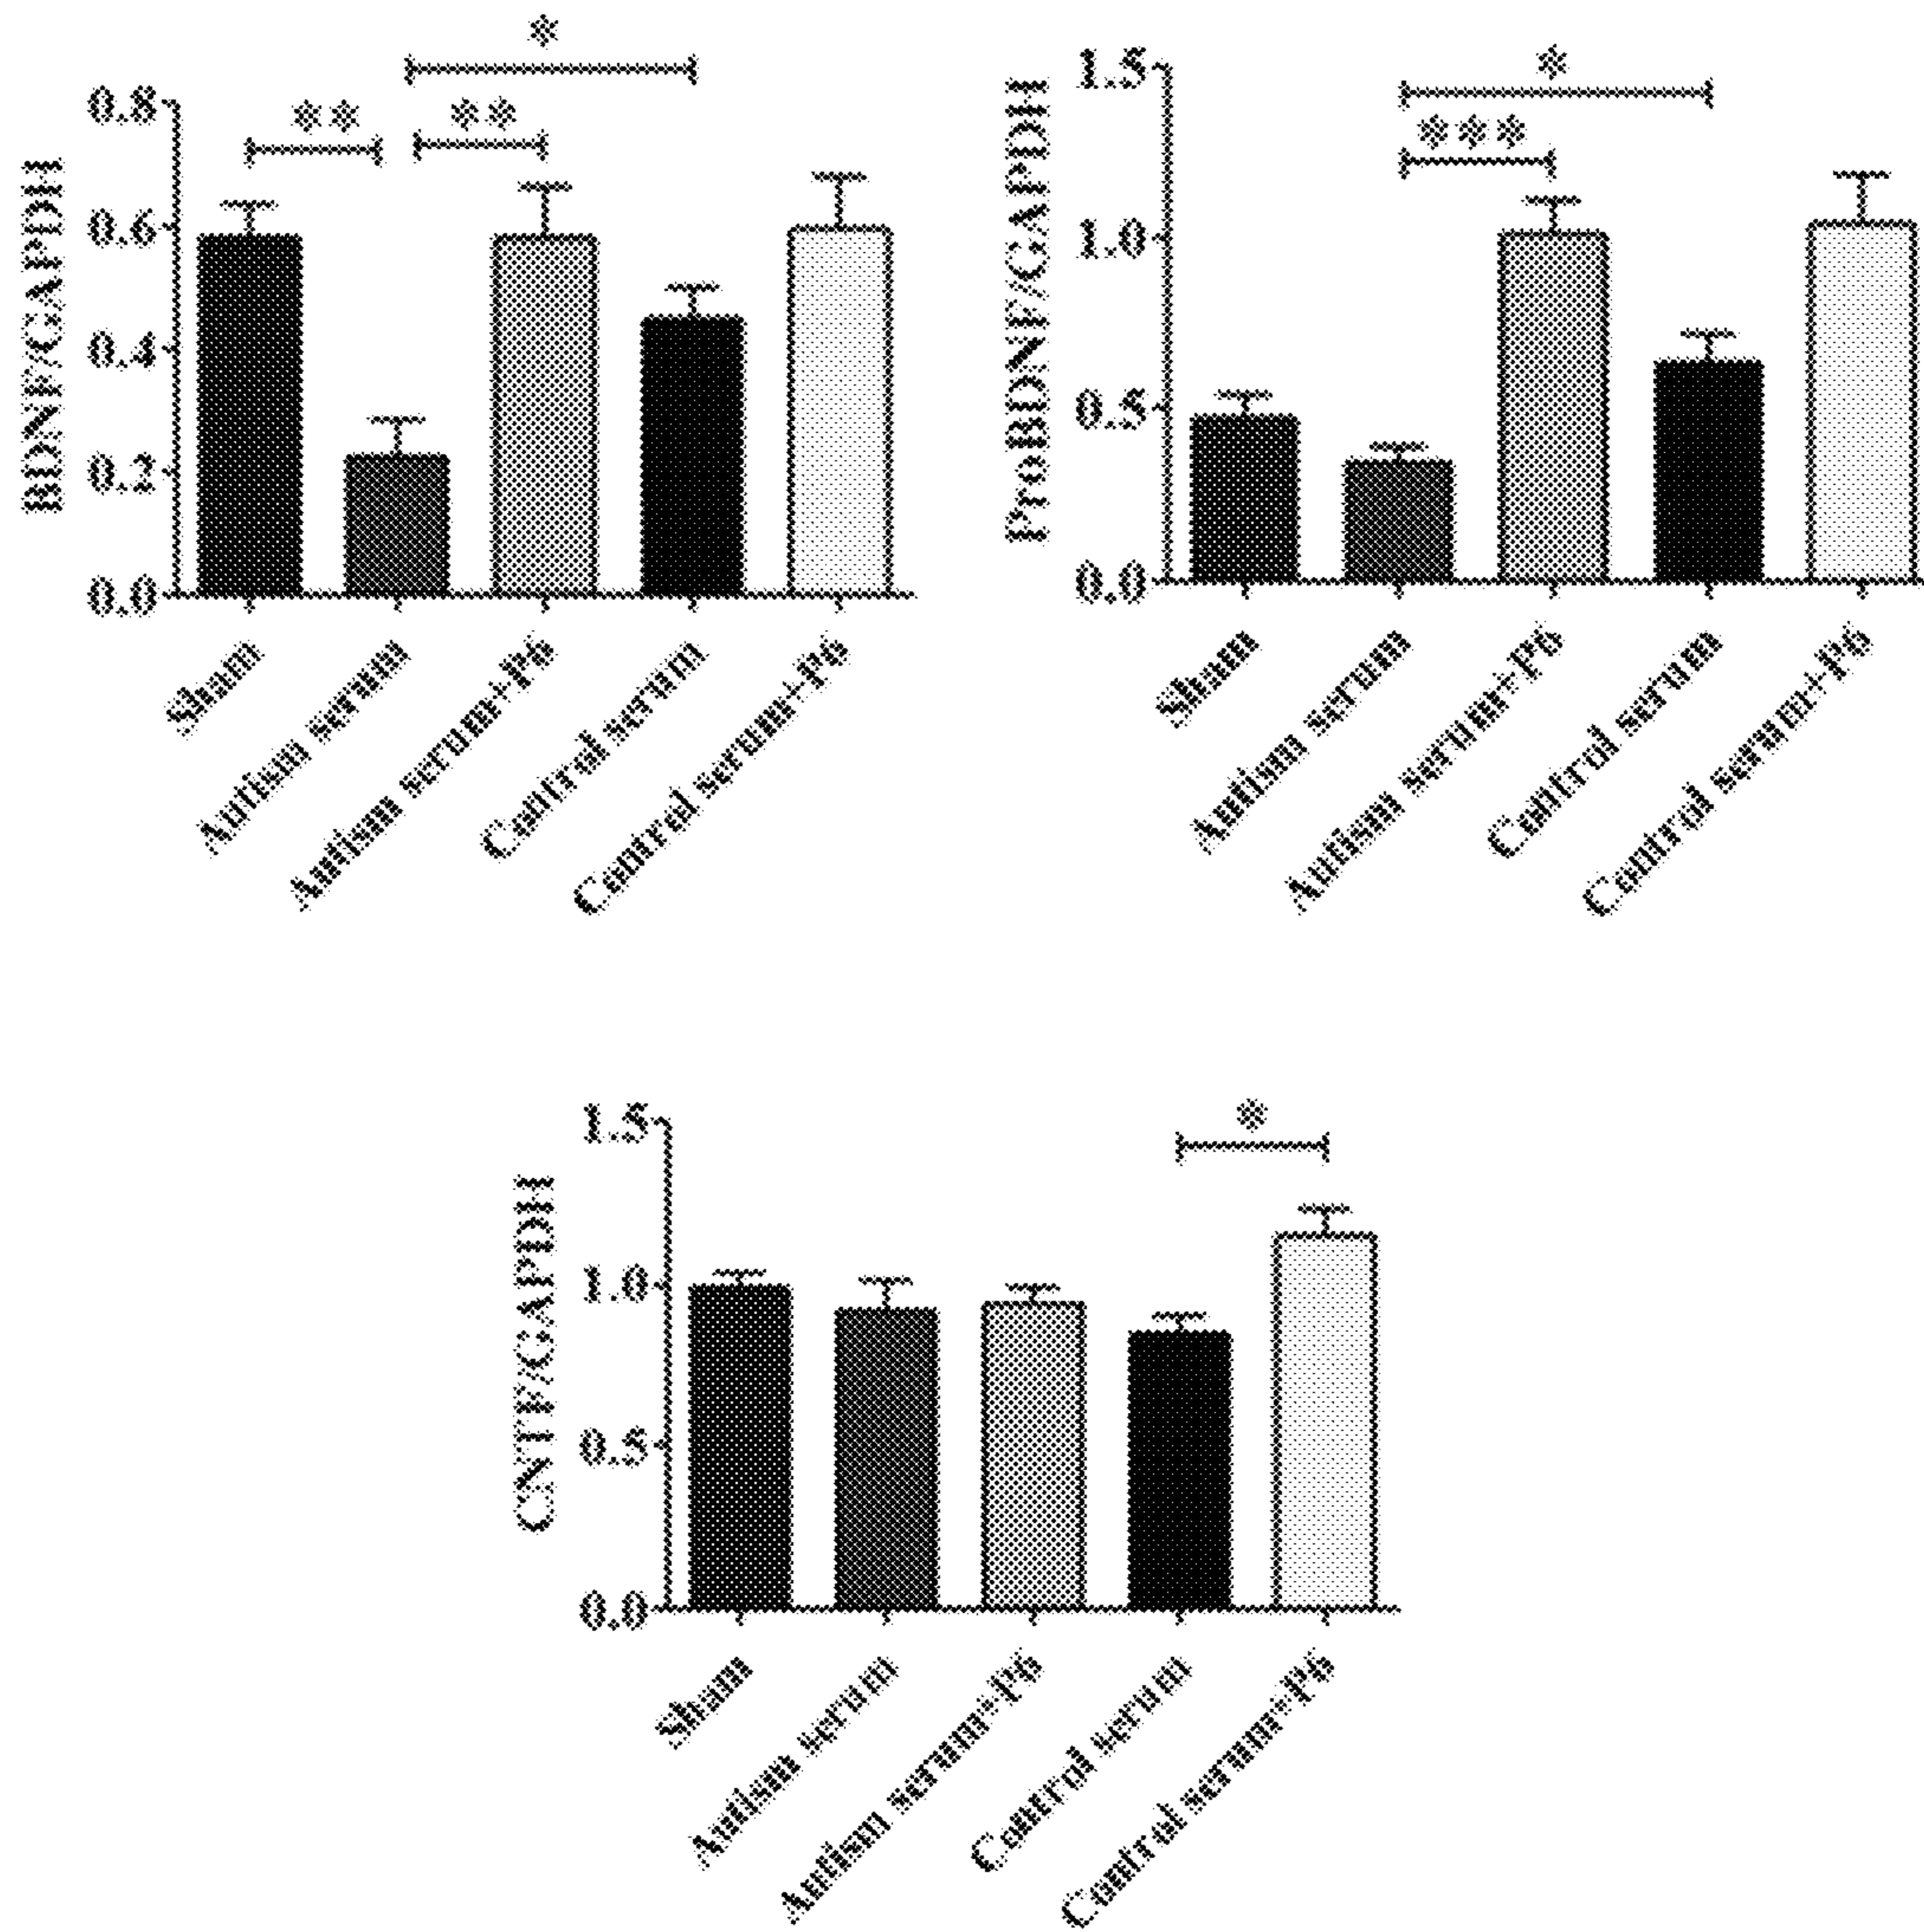 *
** **
BDNF/GAPDH
0.8
0.6
0.4
0.2
0.0
Sham
Autism serum
Autism serum+P6
Control serum
Control serum+P6
*
***
ProBDNF/GAPDH
1.5
1.0
0.5
0.0
Sham
Autism serum
Autism serum+P6
Control serum
Control serum+P6
*
CNTF/GAPDH
1.5
1.0
0.5
0.0
Sham
Autism serum
Autism serum+P6
Control serum
Control serum+P6